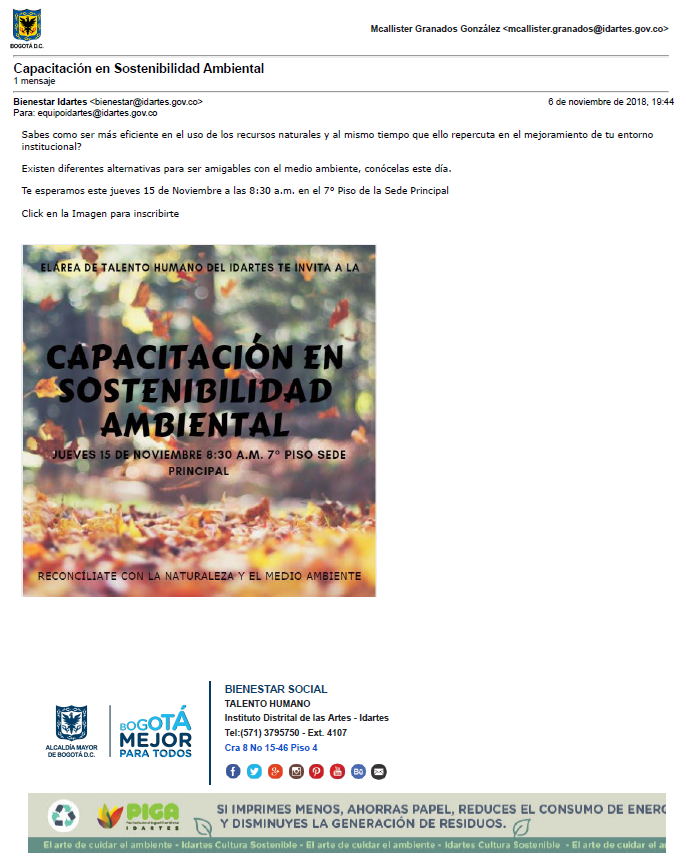 BOGOTÁ D.C.
Mcallister Granados González <mcallister.granados@idartes.gov.co>
Capacitación en Sostenibilidad Ambiental
1 mensaje
Bienestar Idartes <bienestar@idartes.gov.co>
6 de noviembre de 2018, 19:44
Para: equipoidartes@idartes.gov.co
Sabes como ser más eficiente en el uso de los recursos naturales y al mismo tiempo que ello repercuta en el mejoramiento de tu entorno
institucional?
Existen diferentes alternativas para ser amigables con el medio ambiente, conócelas este día.
Te esperamos este jueves 15 de Noviembre a las 8:30 a.m. en el 7° Piso de la Sede Principal
Click en la Imagen para inscribirte
EL ÁREA DE TALENTO HUMANO DEL IDARTES TE INVITA A LA
CAPACITACIÓN EN
SOSTENIBILIDAD
AMBIENTAL
JUEVES 15 DE NOVIEMBRE 8:30 A.M. 7° PISO SEDE
PRINCIPAL
RECONCÍLIATE CON LA NATURALEZA Y EL MEDIO AMBIENTE
ALCALDÍA MAYOR
DE BOGOTÁ D.C.
BOGOTÁ
MEJOR
PARA TODOS
BIENESTAR SOCIAL
TALENTO HUMANO
Instituto Distrital de las Artes - Idartes
Tel:(571) 3795750 - Ext. 4107
Cra 8 No 15-46 Piso 4
PIGA
IDARTES
SI IMPRIMES MENOS, AHORRAS PAPEL, REDUCES EL CONSUMO DE ENERG
Y DISMINUYES LA GENERACIÓN DE RESIDUOS.
El arte de cuidar el ambiente - Idartes Cultura Sostenible - El arte de cuidar el ambiente - Idartes Cultura Sostenible - El arte de cuidar el a